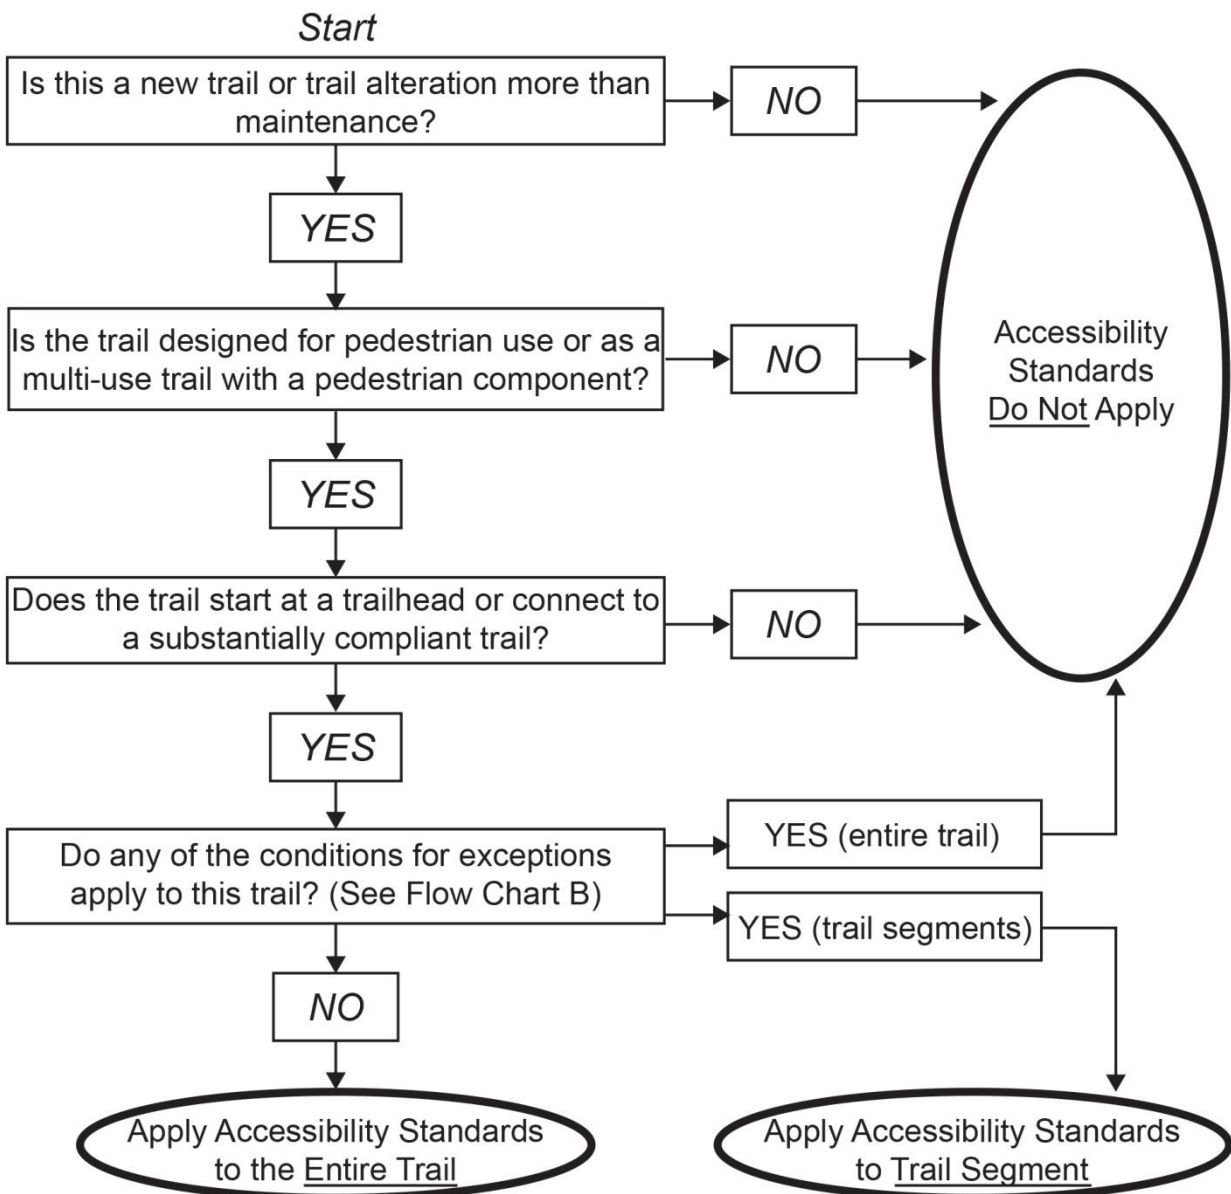 Start
Is this a new trail or trail alteration more than
maintenance?
NO
YES
Is the trail designed for pedestrian use or as a
multi-use trail with a pedestrian component?
NO
Accessibility
Standards
Do Not Apply
YES
Does the trail start at a trailhead or connect to
a substantially compliant trail?
NO
YES
Do any of the conditions for exceptions
apply to this trail? (See Flow Chart B)
YES (entire trail)
YES (trail segments)
NO
Apply Accessibility Standards
to the Entire Trail
Apply Accessibility Standards
to Trail Segment